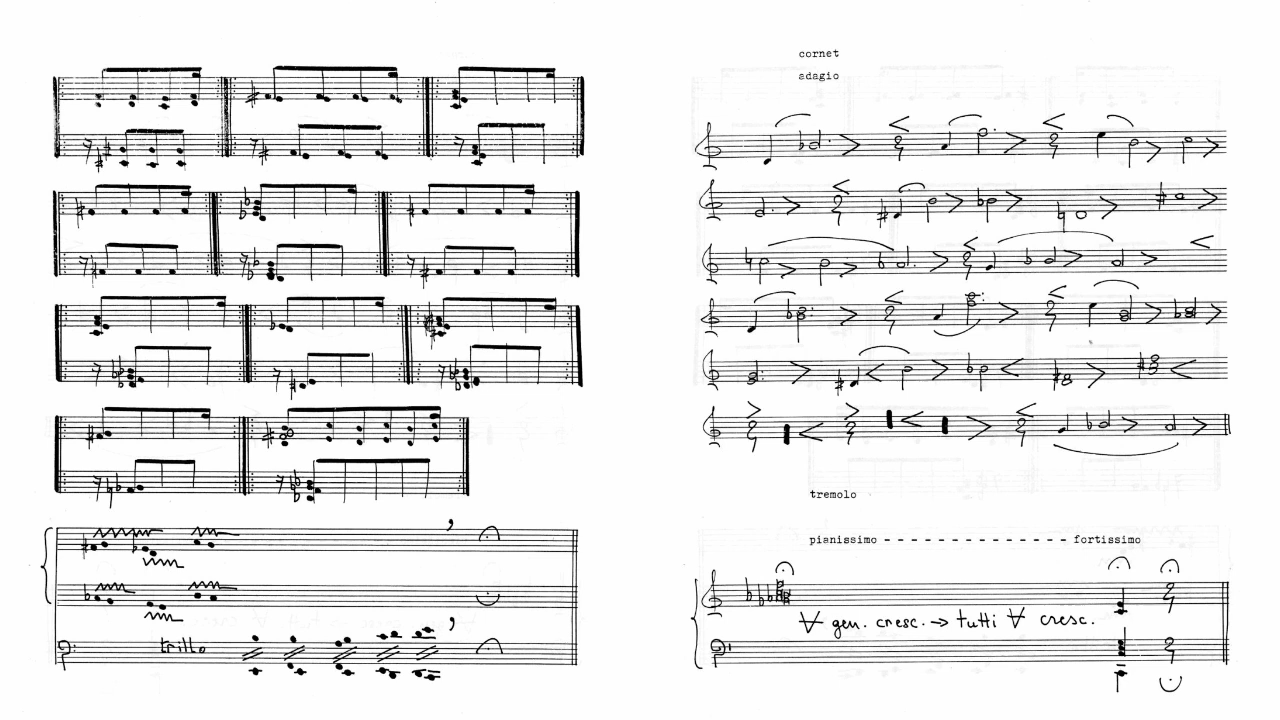 trillo
cornet
adagio
tremolo
pianissimo - - - - - - - - - - - - - - fortissimo
∀ gen. cresc. → tutti ∀ cresc.